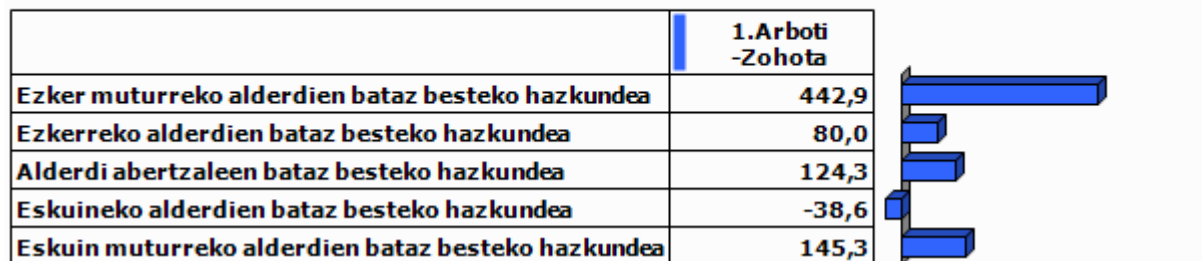 1.Arboti
-Zohota
Ezker muturreko alderdien bataz besteko hazkundea 442,9
Ezkerreko alderdien bataz besteko hazkundea 80,0
Alderdi abertzaleen bataz besteko hazkundea 124,3
Eskuineko alderdien bataz besteko hazkundea -38,6
Eskuin muturreko alderdien bataz besteko hazkundea 145,3